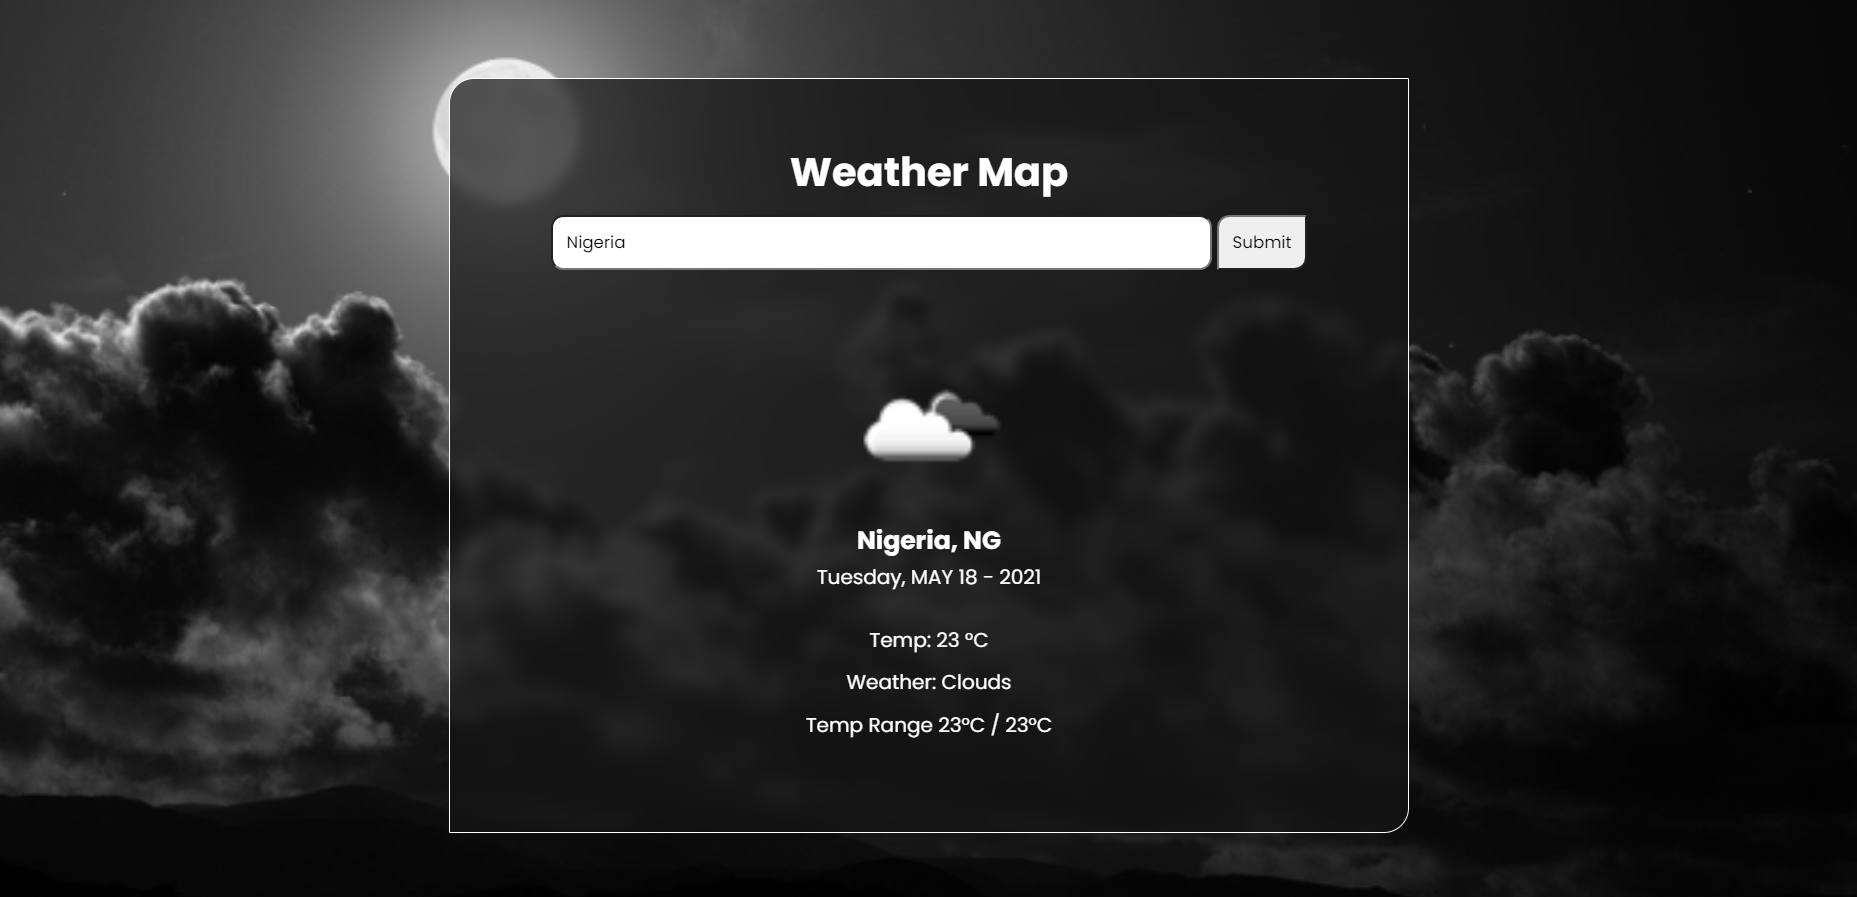 Weather Map
Nigeria
Submit
Nigeria, NG
Tuesday, MAY 18 - 2021
Temp: 23 °C
Weather: Clouds
Temp Range 23°C / 23°C